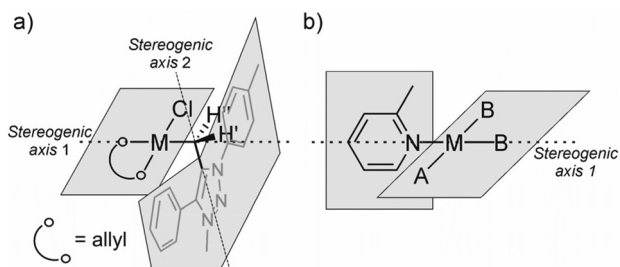 a)
Stereogenic
axis 2
Stereogenic
axis 1
M
Cl
H''
H'
N
N
N
= allyl
b)
N
M
B
B
A
Stereogenic
axis 1